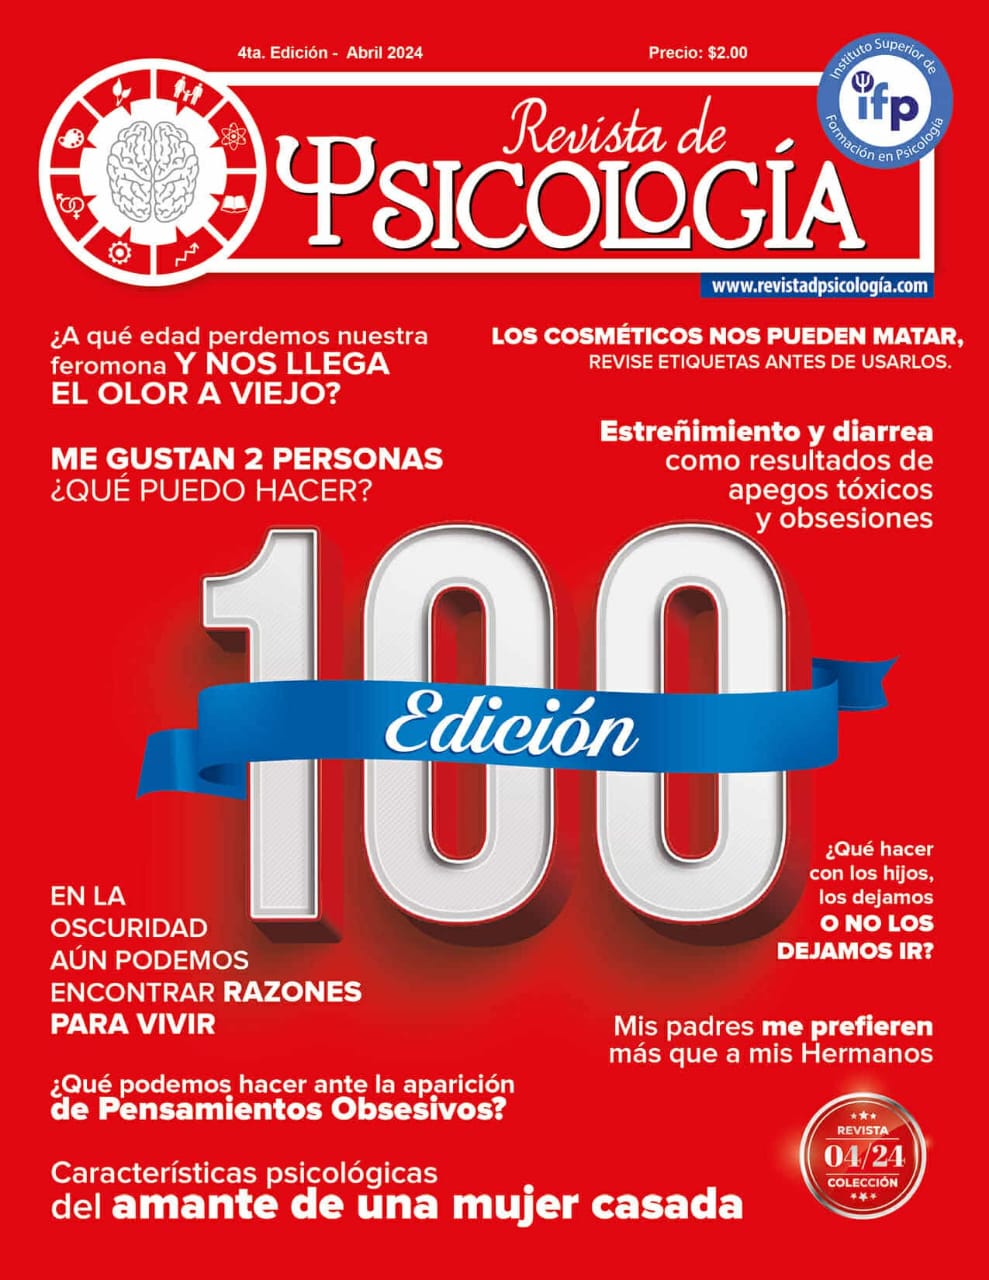 4ta. Edición - Abril 2024
Precio: $2.00
Instituto Superior de
ifp
Formación en Psicología
Revista de
PSICOLOGÍA
www.revistadpsicología.com
¿A qué edad perdemos nuestra
feromona Y NOS LLEGA
EL OLOR A VIEJO?
LOS COSMÉTICOS NOS PUEDEN MATAR,
REVISE ETIQUETAS ANTES DE USARLOS.
ME GUSTAN 2 PERSONAS
¿QUÉ PUEDO HACER?
Estreñimiento y diarrea
como resultados de
apegos tóxicos
y obsesiones
100
Edición
¿Qué hacer
con los hijos,
los dejamos
O NO LOS
DEJAMOS IR?
EN LA
OSCURIDAD
AÚN PODEMOS
ENCONTRAR RAZONES
PARA VIVIR
Mis padres me prefieren
más que a mis Hermanos
¿Qué podemos hacer ante la aparición
de Pensamientos Obsesivos?
Características psicológicas
del amante de una mujer casada
REVISTA
04/24
COLECCIÓN